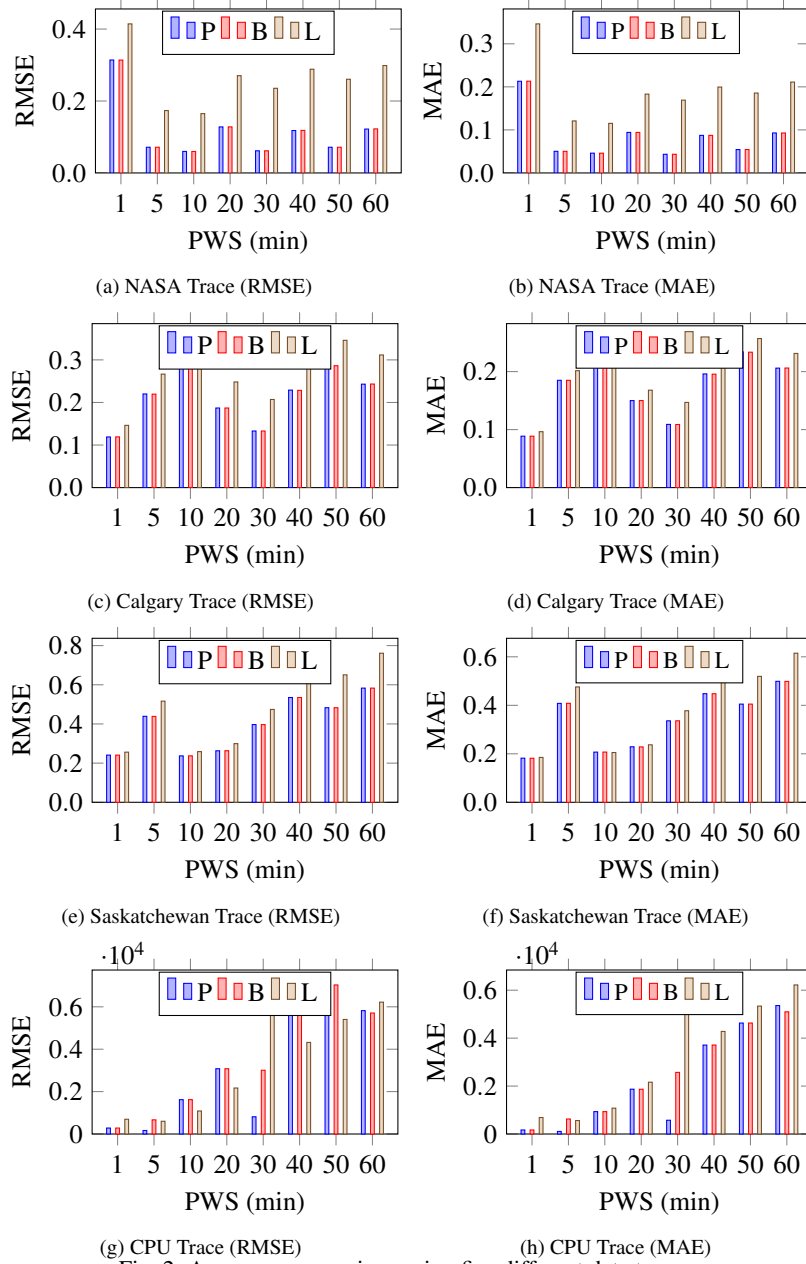 0.4
0.2
0.0
RMSE
P B L
1 5 10 20 30 40 50 60
PWS (min)
(a) NASA Trace (RMSE)
0.3
0.2
0.1
0.0
MAE
P B L
1 5 10 20 30 40 50 60
PWS (min)
(b) NASA Trace (MAE)
0.3
0.2
0.1
0.0
RMSE
P B L
1 5 10 20 30 40 50 60
PWS (min)
(c) Calgary Trace (RMSE)
0.2
0.1
0.0
MAE
P B L
1 5 10 20 30 40 50 60
PWS (min)
(d) Calgary Trace (MAE)
0.8
0.6
0.4
0.2
0.0
RMSE
P B L
1 5 10 20 30 40 50 60
PWS (min)
(e) Saskatchewan Trace (RMSE)
0.6
0.4
0.2
0.0
MAE
P B L
1 5 10 20 30 40 50 60
PWS (min)
(f) Saskatchewan Trace (MAE)
·10⁴
0.6
0.4
0.2
0
RMSE
P B L
1 5 10 20 30 40 50 60
PWS (min)
(g) CPU Trace (RMSE)
·10⁴
0.6
0.4
0.2
0
MAE
P B L
1 5 10 20 30 40 50 60
PWS (min)
(h) CPU Trace (MAE)